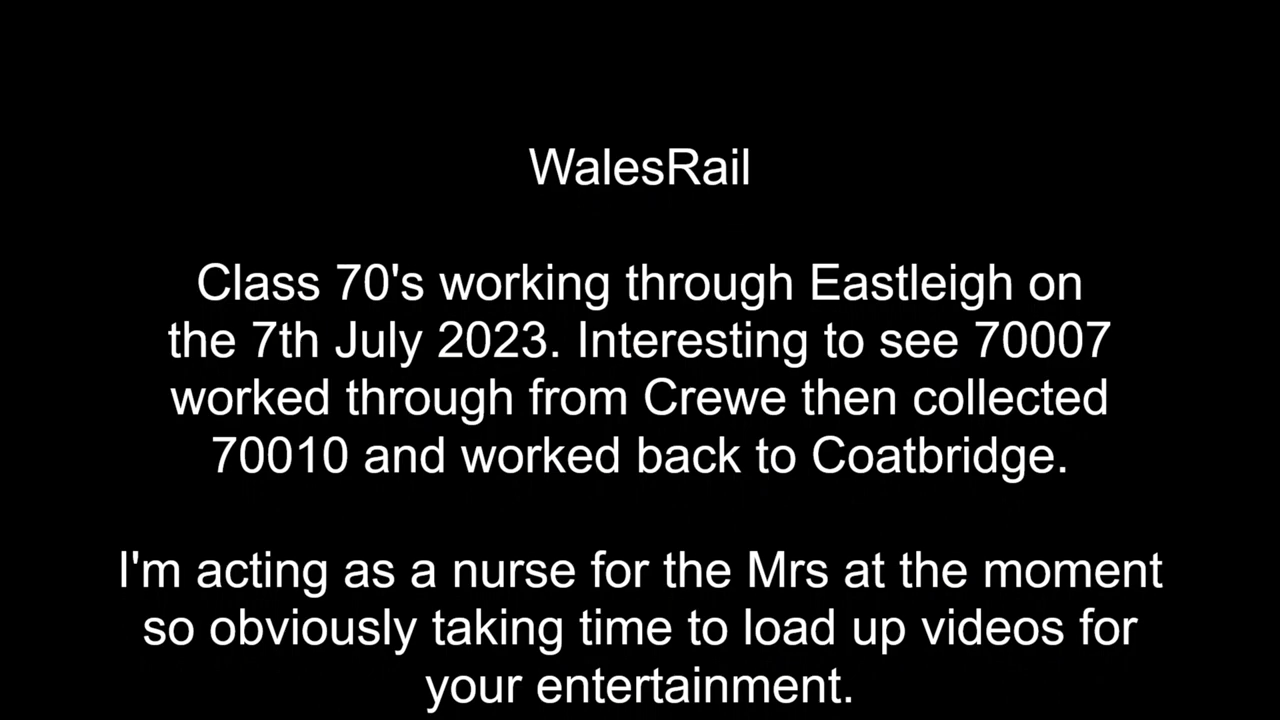 WalesRail
Class 70's working through Eastleigh on
the 7th July 2023. Interesting to see 70007
worked through from Crewe then collected
70010 and worked back to Coatbridge.
I'm acting as a nurse for the Mrs at the moment
so obviously taking time to load up videos for
your entertainment.